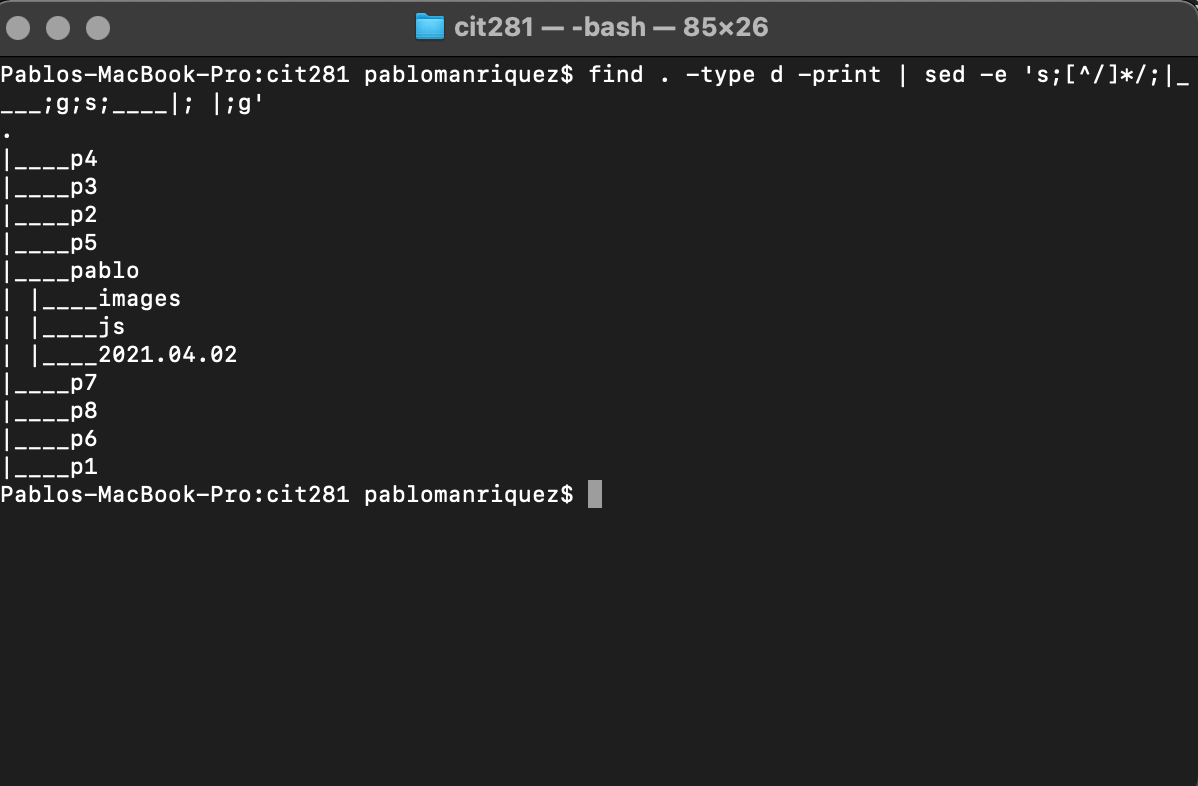 cit281 — -bash — 85×26
Pablos-MacBook-Pro:cit281 pablomanriquez$ find . -type d -print | sed -e 's;[^/]*/;|_
___;g;s;____|; |;g'
.
|____p4
|____p3
|____p2
|____p5
|____pablo
| |____images
| |____js
| |____2021.04.02
|____p7
|____p8
|____p6
|____p1
Pablos-MacBook-Pro:cit281 pablomanriquez$